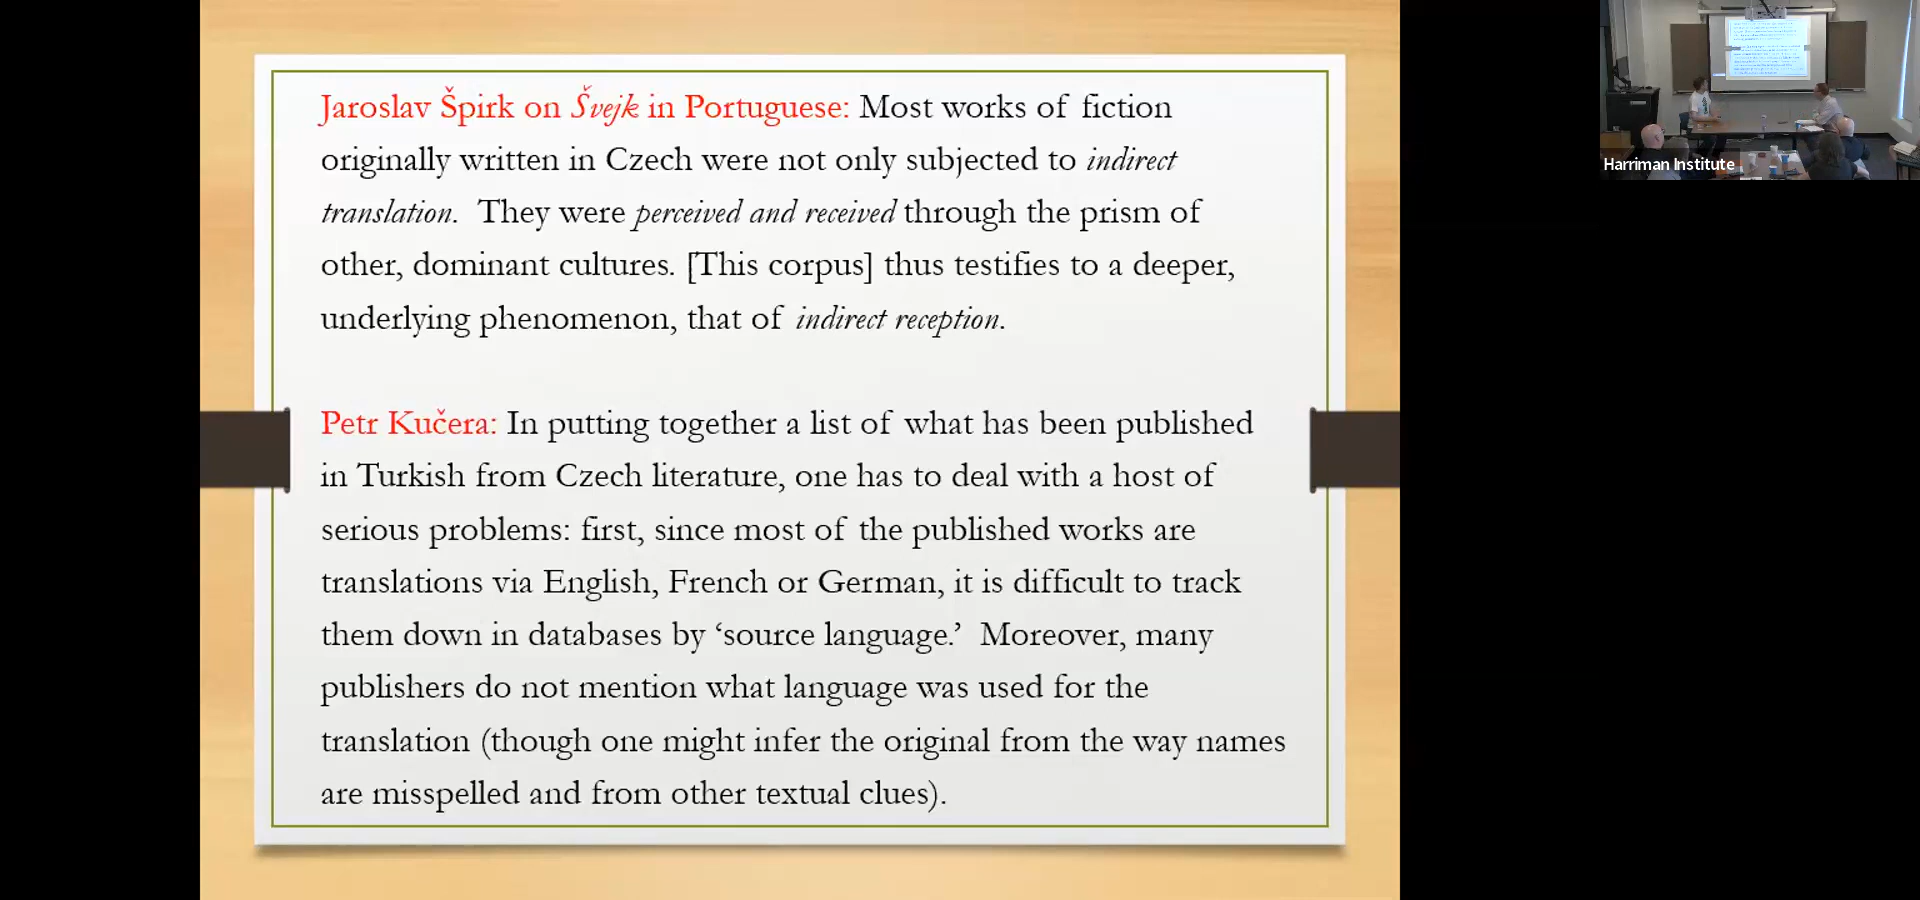 Jaroslav Špirk on Švejk in Portuguese: Most works of fiction
originally written in Czech were not only subjected to indirect
translation. They were perceived and received through the prism of
other, dominant cultures. [This corpus] thus testifies to a deeper,
underlying phenomenon, that of indirect reception.
Petr Kučera: In putting together a list of what has been published
in Turkish from Czech literature, one has to deal with a host of
serious problems: first, since most of the published works are
translations via English, French or German, it is difficult to track
them down in databases by ‘source language.’ Moreover, many
publishers do not mention what language was used for the
translation (though one might infer the original from the way names
are misspelled and from other textual clues).
Harriman Institute